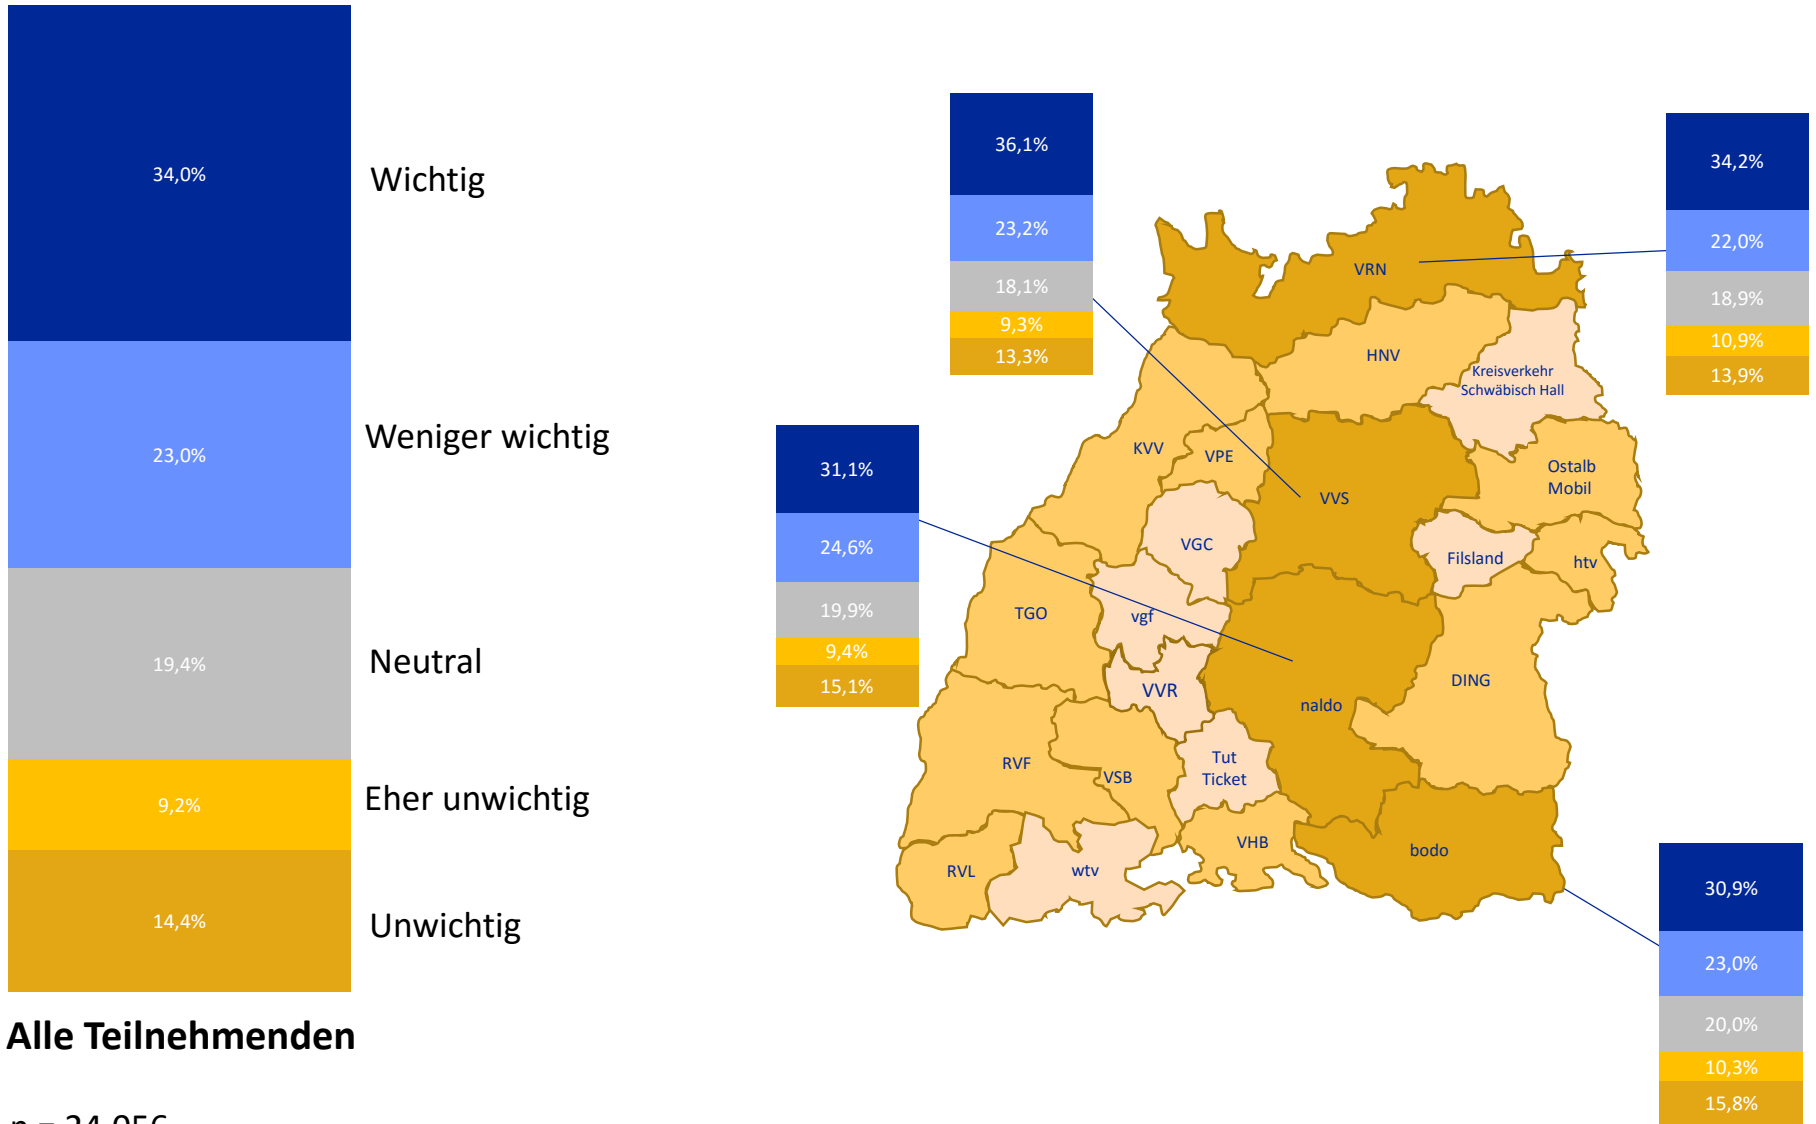 34,0%
Wichtig
23,0%
Weniger wichtig
19,4%
Neutral
9,2%
Eher unwichtig
14,4%
Unwichtig
Alle Teilnehmenden
36,1%
23,2%
18,1%
9,3%
13,3%
34,2%
22,0%
18,9%
10,9%
13,9%
31,1%
24,6%
19,9%
9,4%
15,1%
30,9%
23,0%
20,0%
10,3%
15,8%
VRN
HNV
Kreisverkehr
Schwäbisch Hall
KVV
VPE
VVS
Ostalb
Mobil
VGC
Filsland
htv
TGO
vgf
VVR
naldo
DING
RVF
VSB
Tut
Ticket
VHB
bodo
RVL
wtv